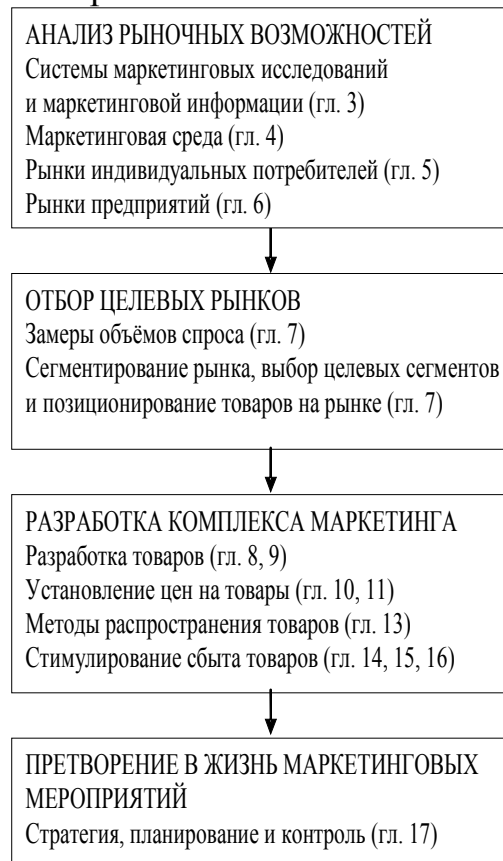 АНАЛИЗ РЫНОЧНЫХ ВОЗМОЖНОСТЕЙ
Системы маркетинговых исследований
и маркетинговой информации (гл. 3)
Маркетинговая среда (гл. 4)
Рынки индивидуальных потребителей (гл. 5)
Рынки предприятий (гл. 6)
ОТБОР ЦЕЛЕВЫХ РЫНКОВ
Замеры объёмов спроса (гл. 7)
Сегментирование рынка, выбор целевых сегментов
и позиционирование товаров на рынке (гл. 7)
РАЗРАБОТКА КОМПЛЕКСА МАРКЕТИНГА
Разработка товаров (гл. 8, 9)
Установление цен на товары (гл. 10, 11)
Методы распространения товаров (гл. 13)
Стимулирование сбыта товаров (гл. 14, 15, 16)
ПРЕТВОРЕНИЕ В ЖИЗНЬ МАРКЕТИНГОВЫХ
МЕРОПРИЯТИЙ
Стратегия, планирование и контроль (гл. 17)